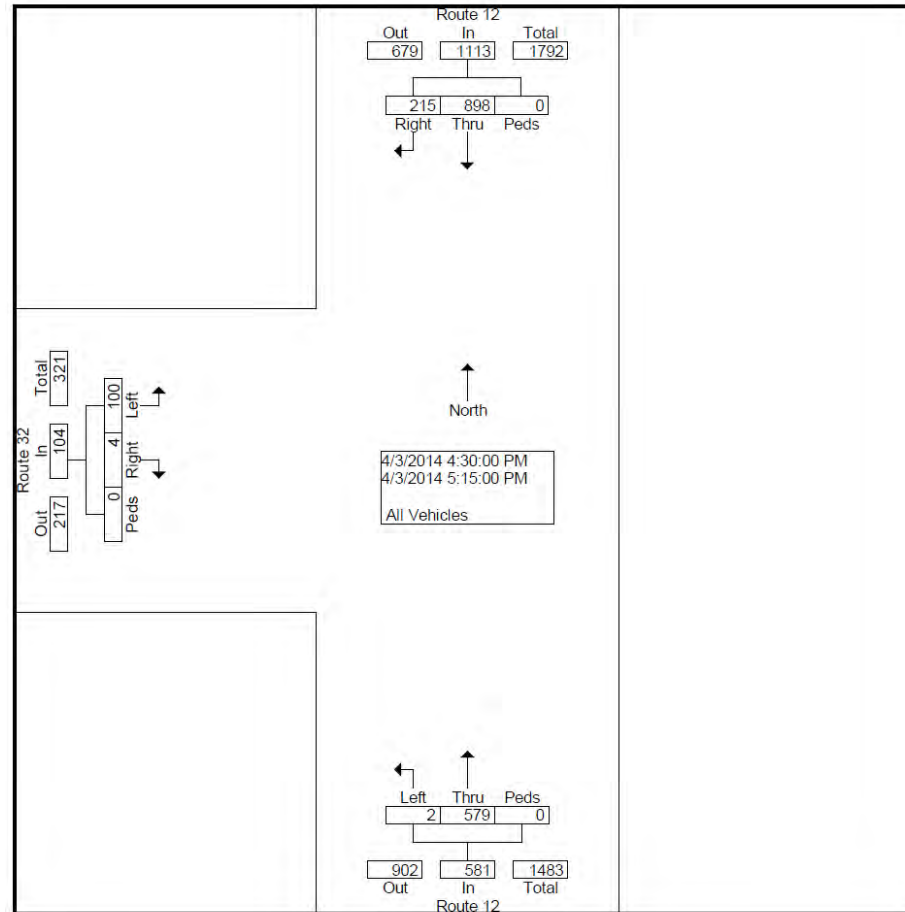 Route 12
Out In Total
679 1113 1792
215 898 0
Right Thru Peds
Route 32
Total In Out
321 104 217
100 4 0
Left Right Peds
North
4/3/2014 4:30:00 PM
4/3/2014 5:15:00 PM
All Vehicles
Left Thru Peds
2 579 0
902 581 1483
Out In Total
Route 12